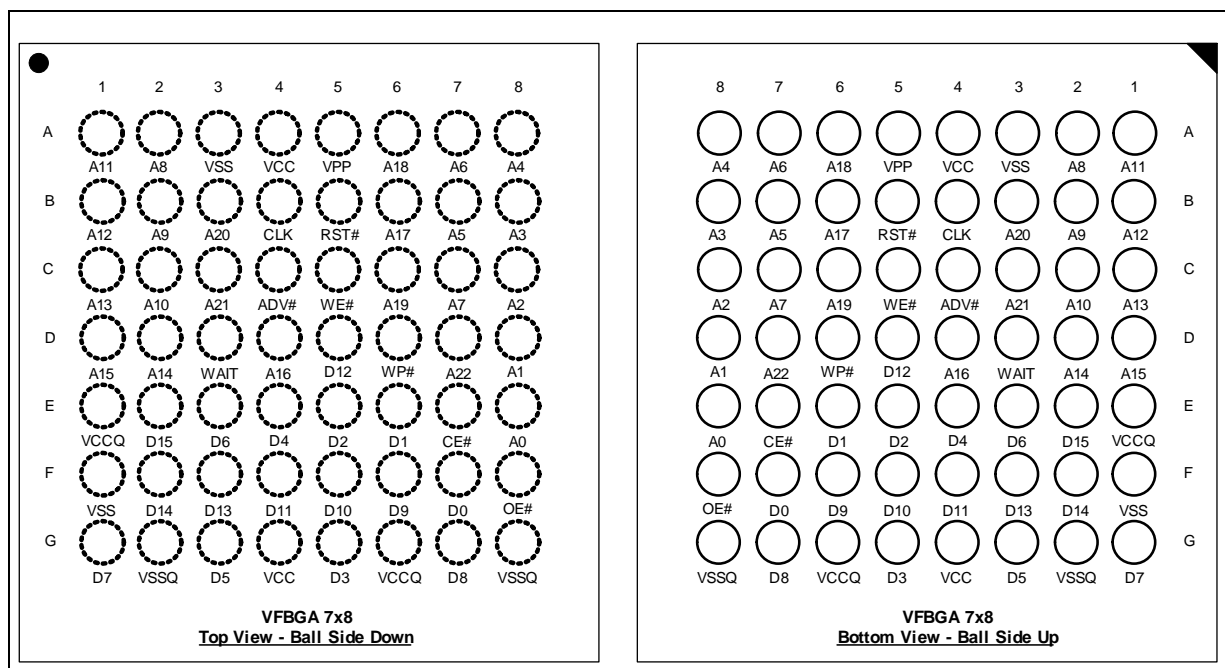 1 2 3 4 5 6 7 8
A
A11 A8 VSS VCC VPP A18 A6 A4
B
A12 A9 A20 CLK RST# A17 A5 A3
C
A13 A10 A21 ADV# WE# A19 A7 A2
D
A15 A14 WAIT A16 D12 WP# A22 A1
E
VCCQ D15 D6 D4 D2 D1 CE# A0
F
VSS D14 D13 D11 D10 D9 D0 OE#
G
D7 VSSQ D5 VCC D3 VCCQ D8 VSSQ
VFBGA 7x8
Top View - Ball Side Down
8 7 6 5 4 3 2 1
A
A4 A6 A18 VPP VCC VSS A8 A11
B
A3 A5 A17 RST# CLK A20 A9 A12
C
A2 A7 A19 WE# ADV# A21 A10 A13
D
A1 A22 WP# D12 A16 WAIT A14 A15
E
A0 CE# D1 D2 D4 D6 D15 VCCQ
F
OE# D0 D9 D10 D11 D13 D14 VSS
G
VSSQ D8 VCCQ D3 VCC D5 VSSQ D7
VFBGA 7x8
Bottom View - Ball Side Up